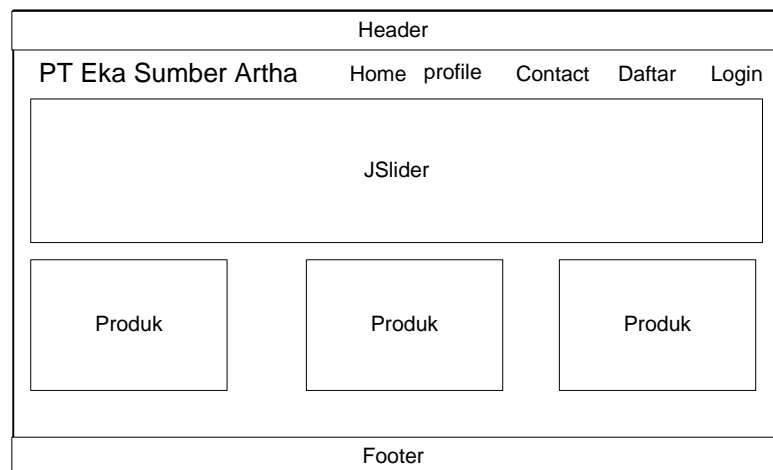 Header
PT Eka Sumber Artha Home profile Contact Daftar Login
JSlider
Produk Produk Produk
Footer